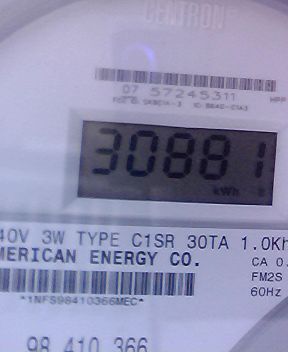 CENTRON
07 57245311
30881
kWh
40V 3W TYPE C1SR 30TA 1.0Kh
MERICAN ENERGY CO.
CA 0.
FM2S
60Hz
*1NFS98410366MEC*
98 410 366